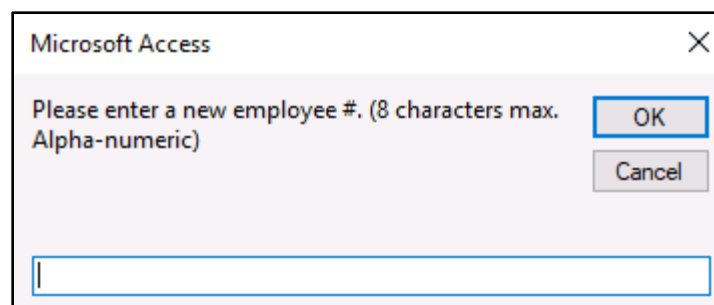 Microsoft Access
Please enter a new employee #. (8 characters max.
Alpha-numeric)
OK
Cancel